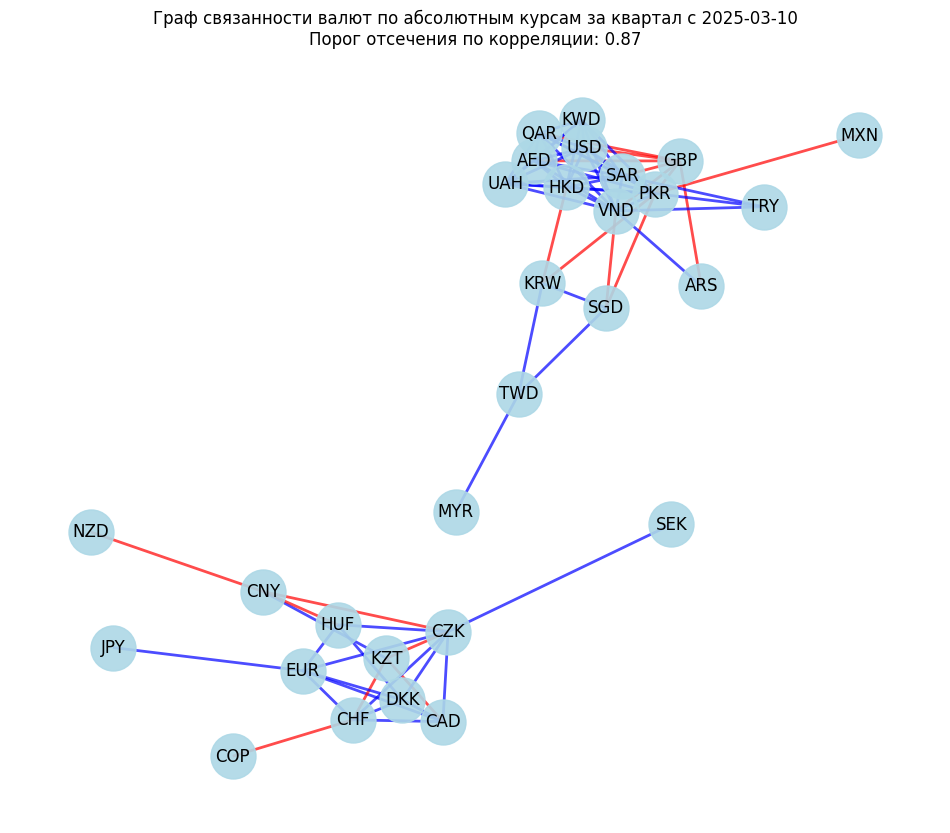 Граф связанности валют по абсолютным курсам за квартал с 2025-03-10
Порог отсечения по корреляции: 0.87
KWD
QAR
MXN
USD
AED
GBP
SAR
UAH
HKD
PKR
TRY
VND
KRW
ARS
SGD
TWD
MYR
SEK
NZD
CNY
HUF
CZK
JPY
KZT
EUR
DKK
CHF
CAD
COP